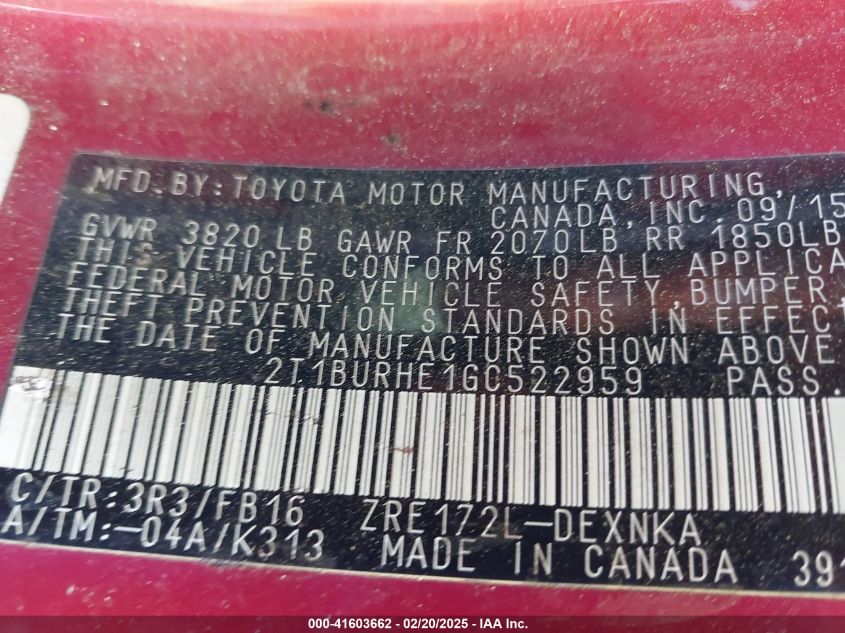 MFD. BY: TOYOTA MOTOR MANUFACTURING,
CANADA, INC. 09/15
GVWR 3820 LB GAWR FR 2070LB RR 1850LB
THIS VEHICLE CONFORMS TO ALL APPLICA
FEDERAL MOTOR VEHICLE SAFETY, BUMPER,
THEFT PREVENTION STANDARDS IN EFFECT
THE DATE OF MANUFACTURE SHOWN ABOVE
2T1BURHE1GC522959 PASS.
C/TR:3R3/FB16 ZRE172L-DEXNKA
A/TM:-04A/K313 MADE IN CANADA 391
000-41603662 - 02/20/2025 - IAA Inc.